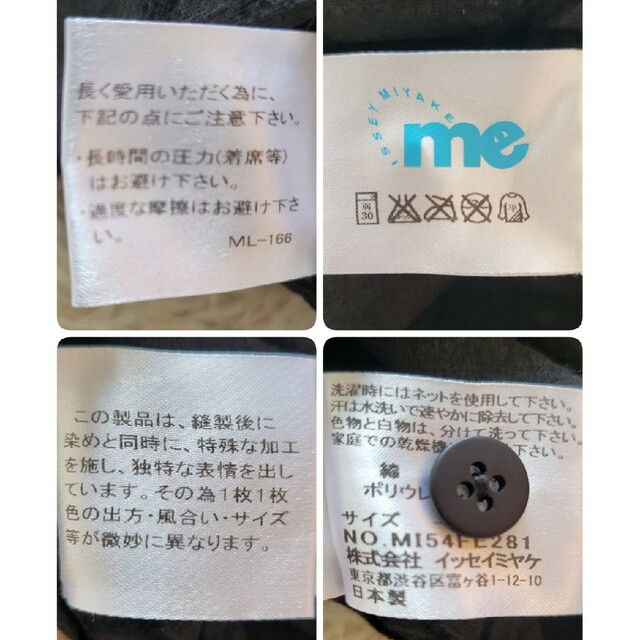 長く愛用いただく為に、
下記の点にご注意下さい。
・長時間の圧力(着席等)
はお避け下さい。
・過度な摩擦はお避け下さ
い。
ML-166
ISSEY MIYAKE
me
弱
30
この製品は、縫製後に
染めと同時に、特殊な加工
を施し、独特な表情を出し
ています。その為1枚1枚
色の出方・風合い・サイズ
等が微妙に異なります。
洗濯時にはネットを使用して下さい。
汗は水洗いで速やかに除去して下さい。
色物と白物は、分けて洗って下さい。
家庭での乾燥機
下さい。
綿
ポリウレ
サイズ
NO.MI54FE281
株式会社 イッセイミヤケ
東京都渋谷区富ヶ谷1-12-10
日本製